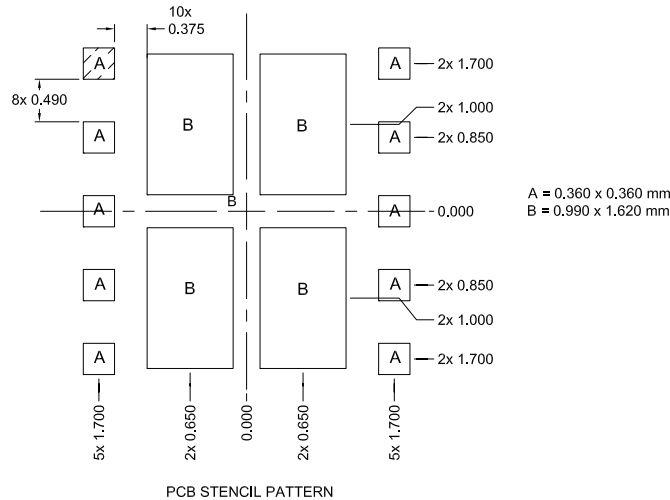 10x
0.375
A
A
2x 1.700
8x 0.490
2x 1.000
B
B
A
A
2x 0.850
B
A = 0.360 x 0.360 mm
A
A
0.000
B = 0.990 x 1.620 mm
B
B
A
A
2x 0.850
2x 1.000
A
A
2x 1.700
5x 1.700
2x 0.650
0.000
2x 0.650
5x 1.700
PCB STENCIL PATTERN